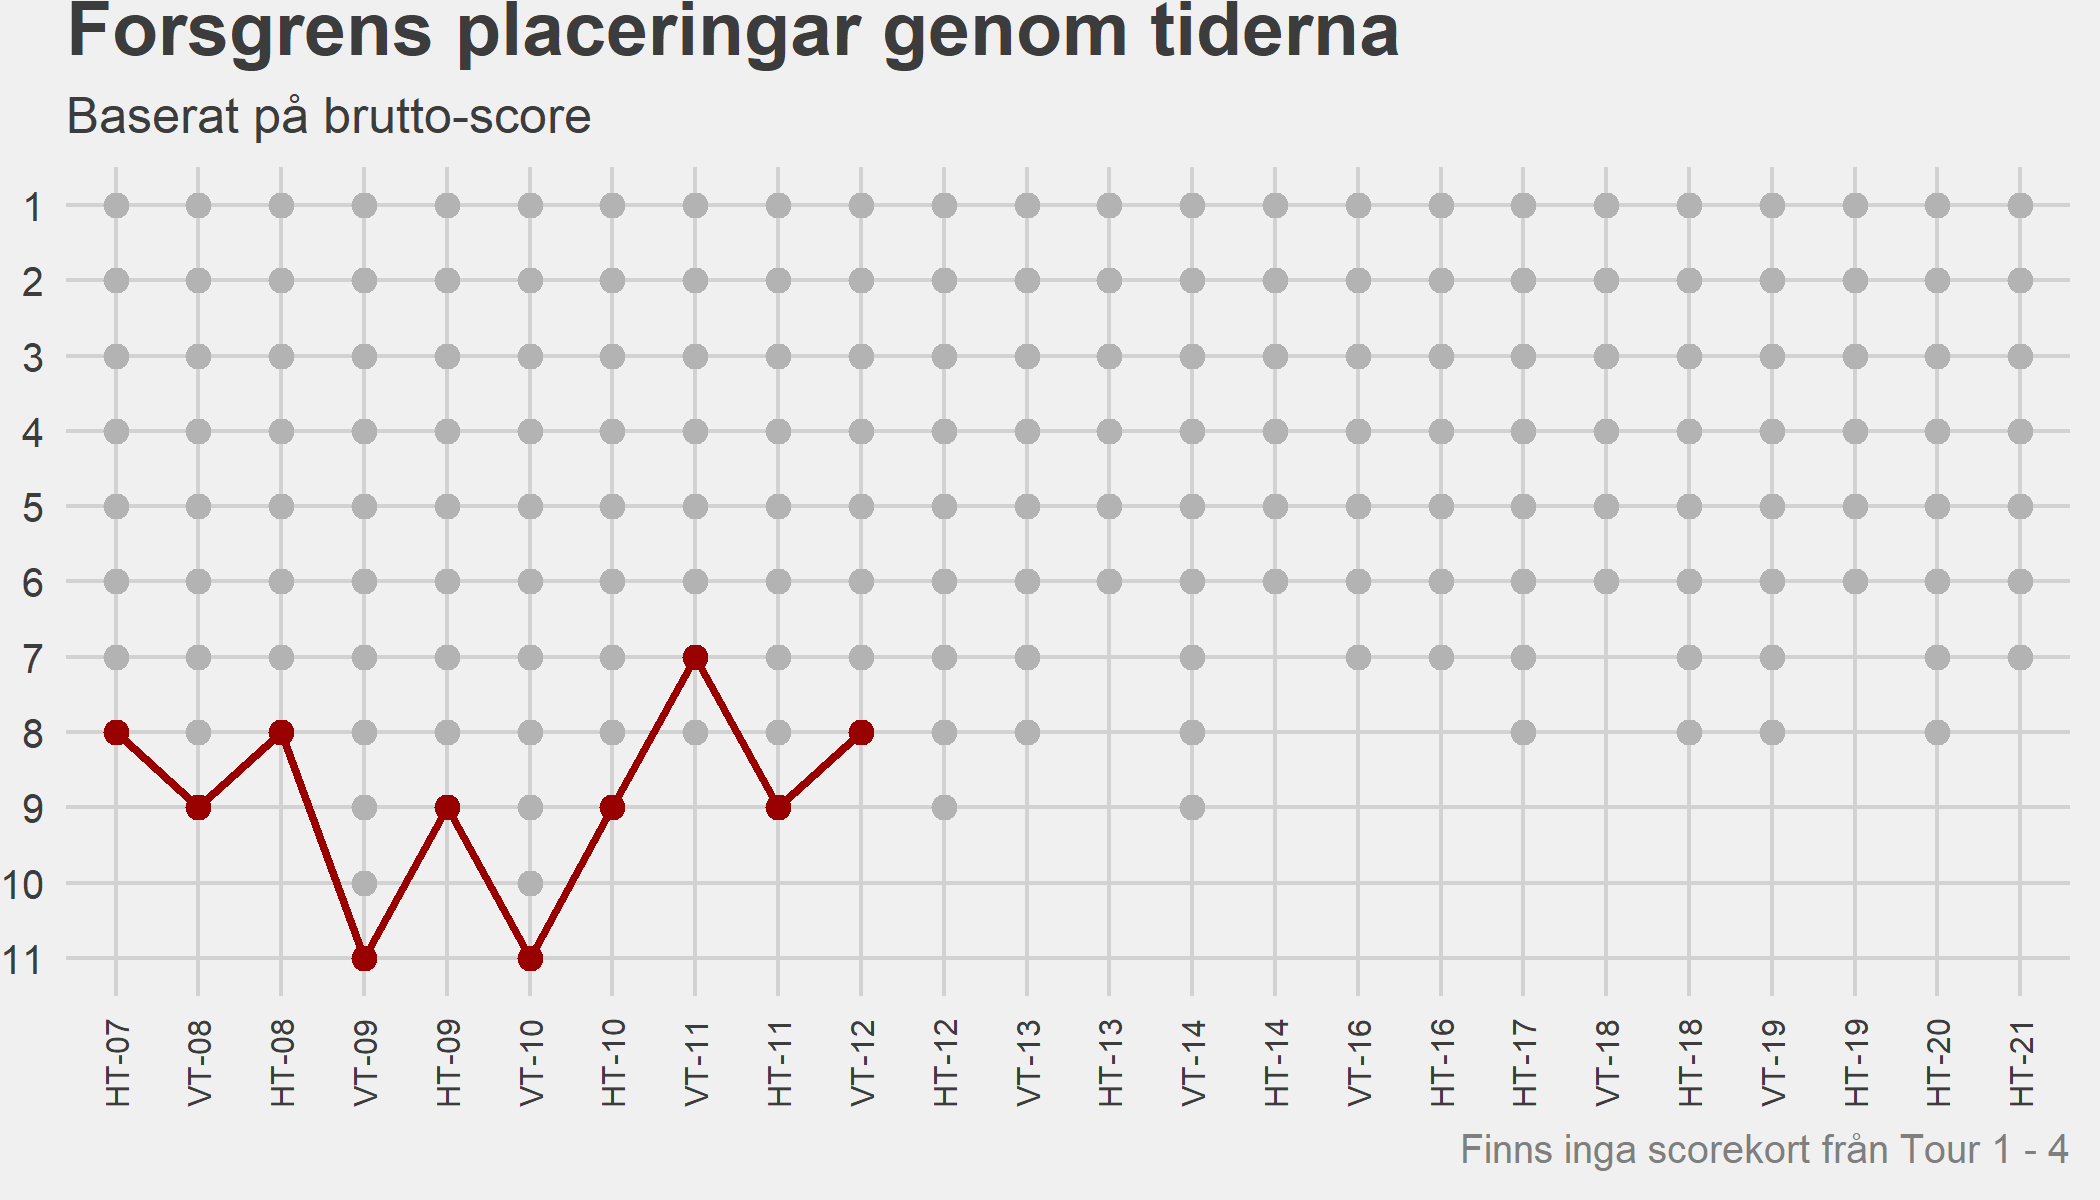 Forsgrens placeringar genom tiderna
Baserat på brutto-score
1
2
3
4
5
6
7
8
9
10
11
HT-07
VT-08
HT-08
VT-09
HT-09
VT-10
HT-10
VT-11
HT-11
VT-12
HT-12
VT-13
HT-13
VT-14
HT-14
VT-16
HT-16
HT-17
VT-18
HT-18
VT-19
HT-19
HT-20
HT-21
Finns inga scorekort från Tour 1 - 4